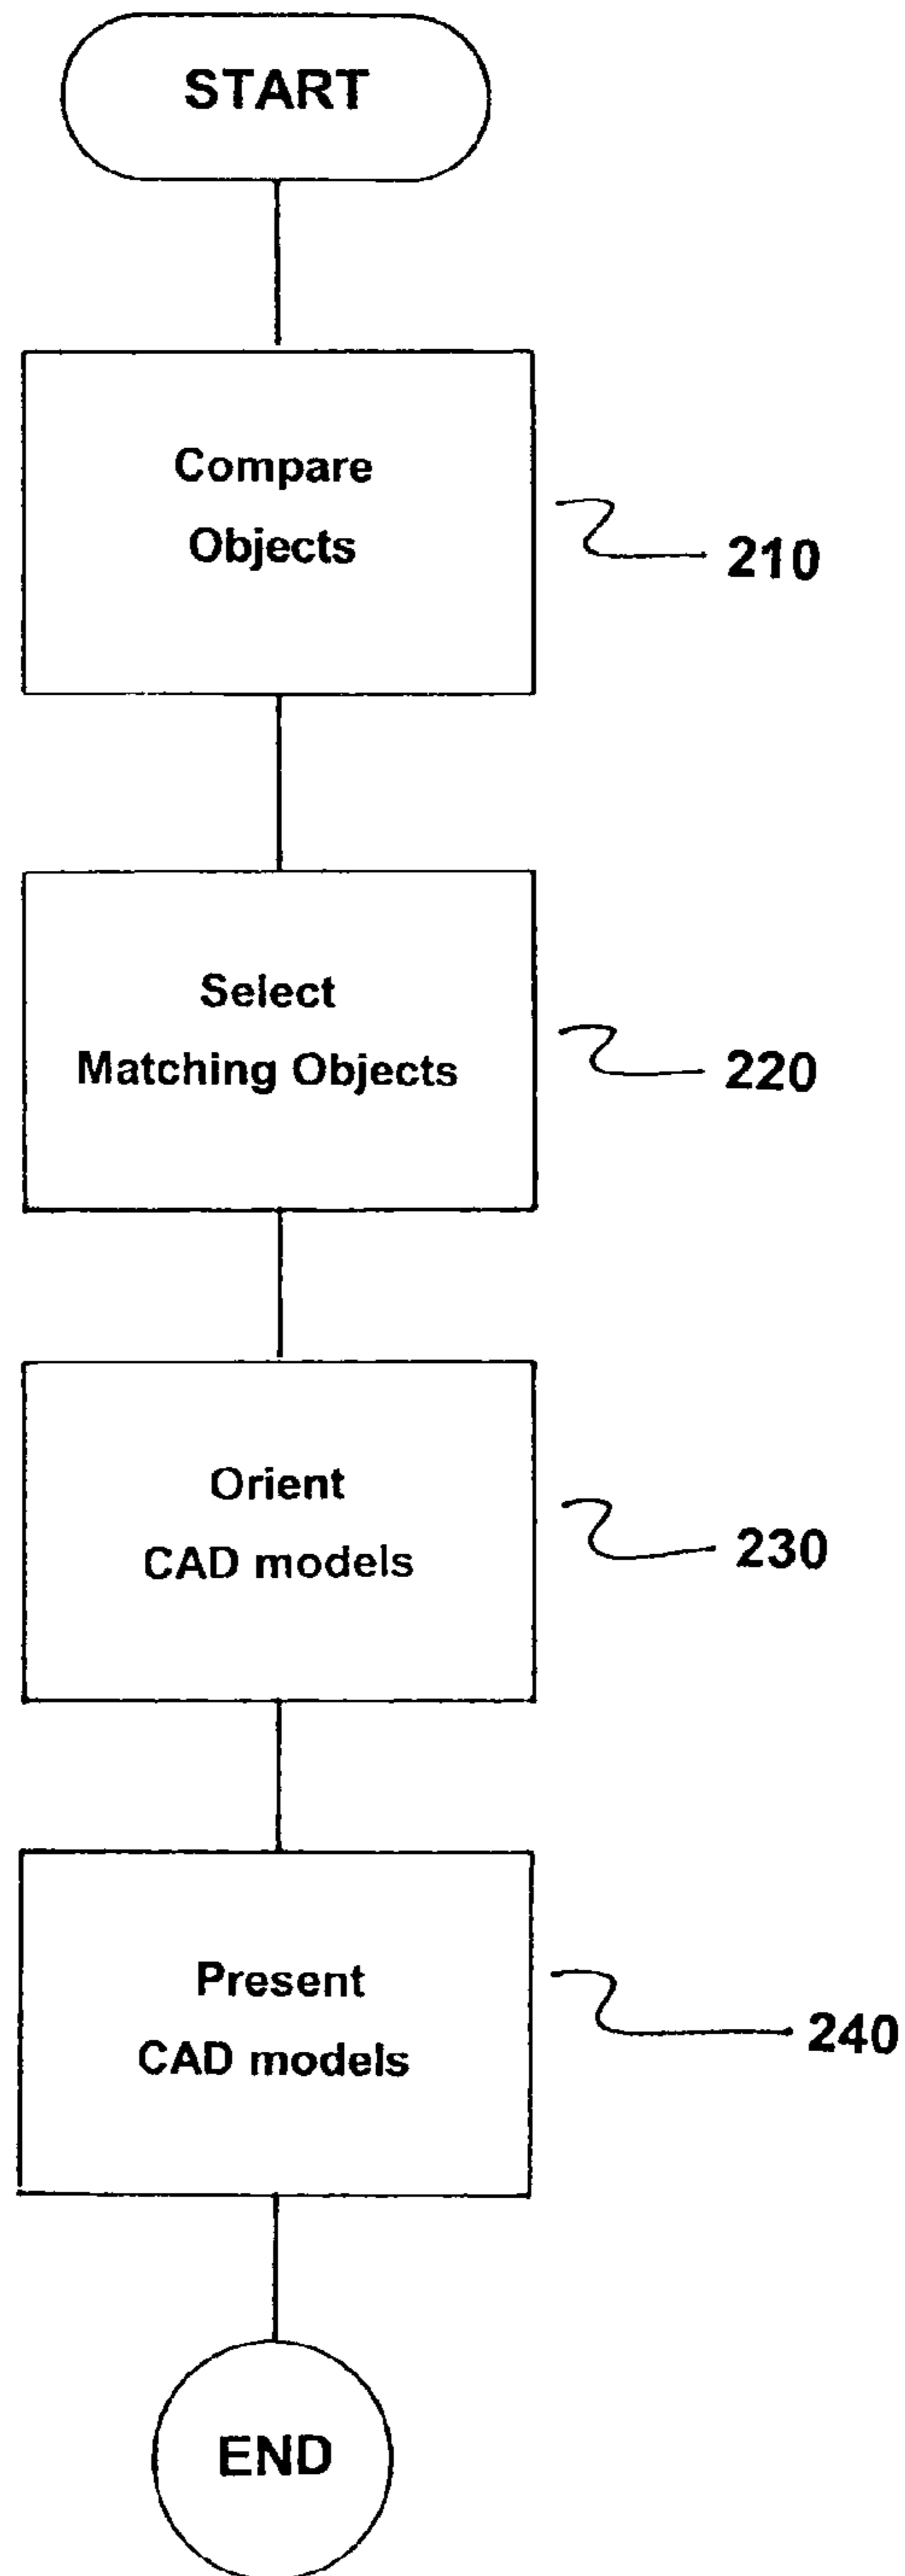 START
Compare
Objects
210
Select
Matching Objects
220
Orient
CAD models
230
Present
CAD models
240
END